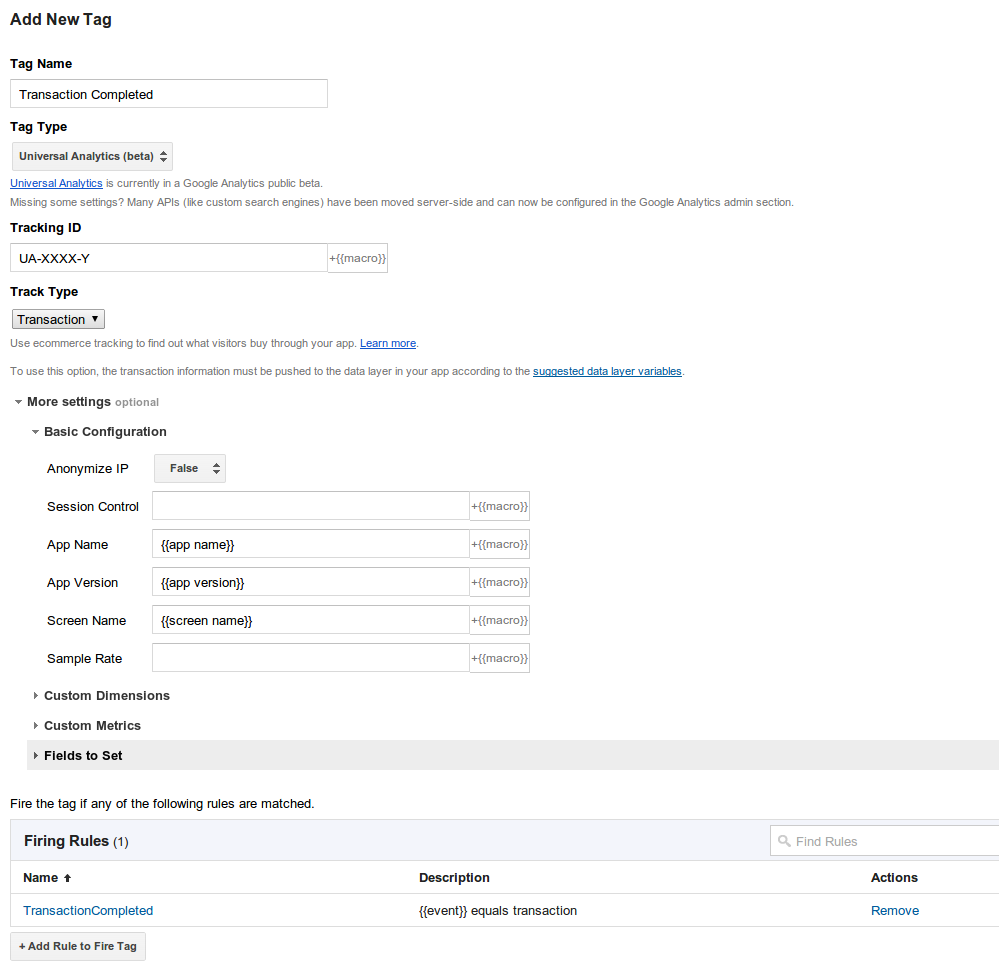 Add New Tag
Tag Name
Transaction Completed
Tag Type
Universal Analytics (beta)
Universal Analytics is currently in a Google Analytics public beta.
Missing some settings? Many APIs (like custom search engines) have been moved server-side and can now be configured in the Google Analytics admin section.
Tracking ID
UA-XXXX-Y +{{macro}}
Track Type
Transaction
Use ecommerce tracking to find out what visitors buy through your app. Learn more.
To use this option, the transaction information must be pushed to the data layer in your app according to the suggested data layer variables.
More settings optional
Basic Configuration
Anonymize IP False
Session Control +{{macro}}
App Name {{app name}} +{{macro}}
App Version {{app version}} +{{macro}}
Screen Name {{screen name}} +{{macro}}
Sample Rate +{{macro}}
Custom Dimensions
Custom Metrics
Fields to Set
Fire the tag if any of the following rules are matched.
Firing Rules (1) Find Rules
Name Description Actions
TransactionCompleted {{event}} equals transaction Remove
+ Add Rule to Fire Tag